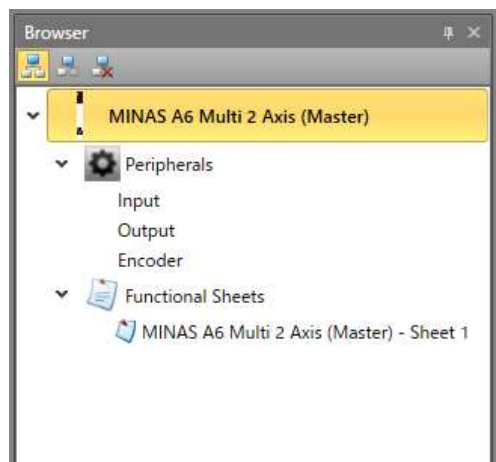 Browser
MINAS A6 Multi 2 Axis (Master)
Peripherals
Input
Output
Encoder
Functional Sheets
MINAS A6 Multi 2 Axis (Master) - Sheet 1